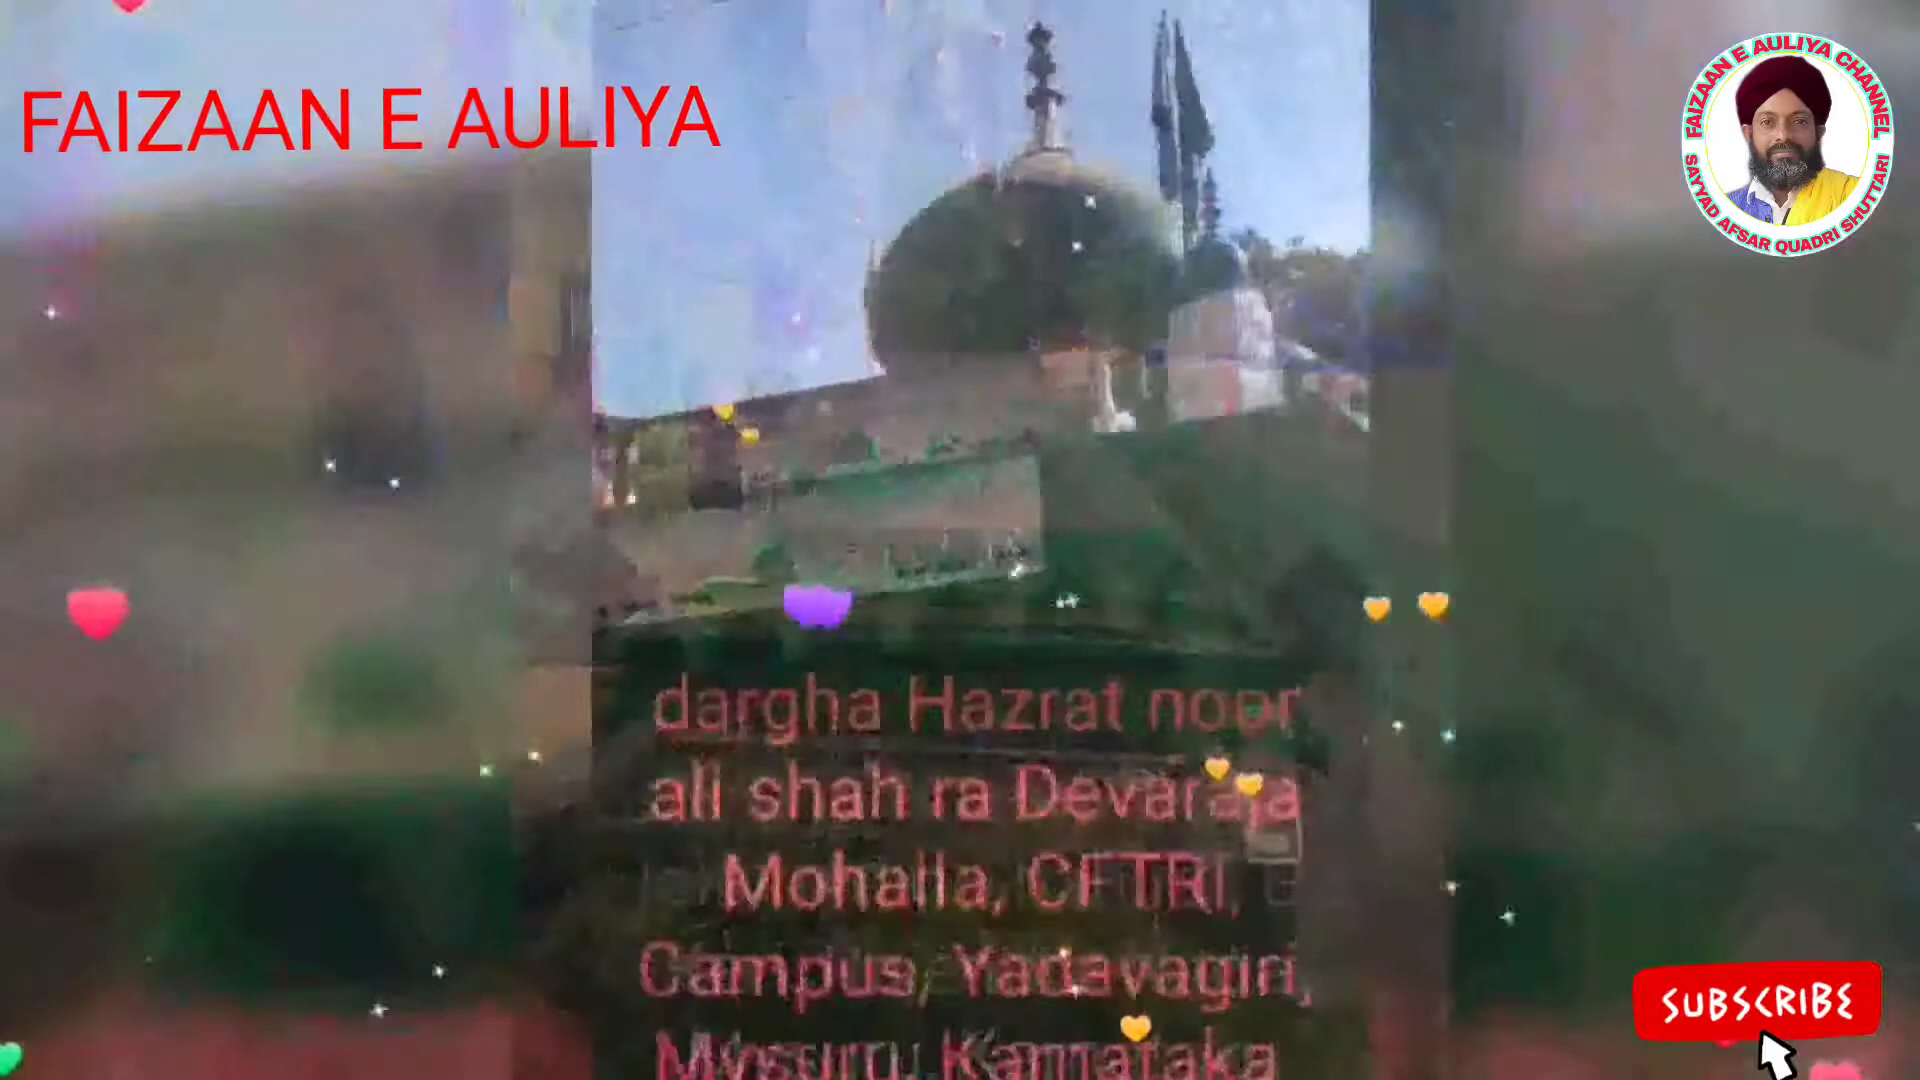 FAIZAAN E AULIYA
FAIZAAN E AULIYA CHANNEL
SAYYAD AFSAR QUADRI SHUTTARI
dargha Hazrat noor
ali shah ra Devaraja
Mohalla, CFTRI,
Campus, Yadavagiri,
Mysuru, Karnataka
SUBSCRIBE